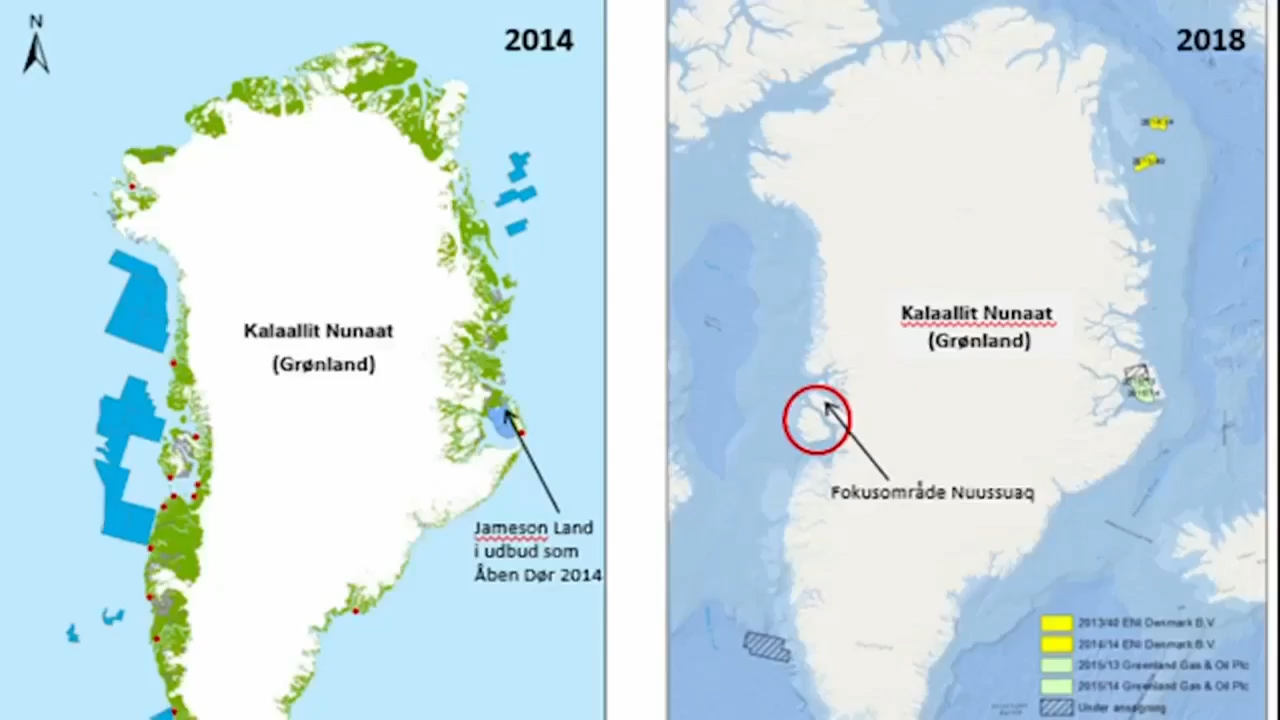 N
2014
Kalaallit Nunaat
(Grønland)
Jameson Land
i udbud som
Åben Dør 2014
2018
Kalaallit Nunaat
(Grønland)
Fokusområde Nuussuaq
2013/40 ENI Denmark B.V.
2014/14 ENI Denmark B.V.
2015/13 Greenland Gas & Oil Plc
2015/14 Greenland Gas & Oil Plc
Under ansøgning